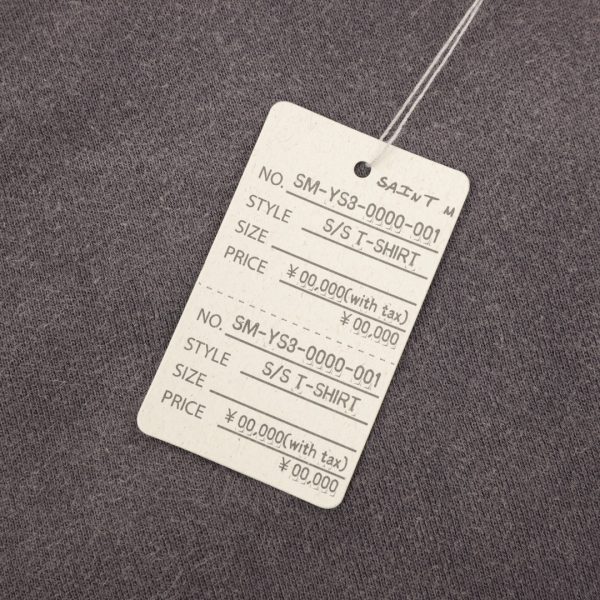 SAINT M
NO. SM-YS3-0000-001
STYLE S/S T-SHIRT
SIZE
PRICE ¥00,000(with tax)
¥00,000
NO. SM-YS3-0000-001
STYLE S/S T-SHIRT
SIZE
PRICE ¥00,000(with tax)
¥00,000